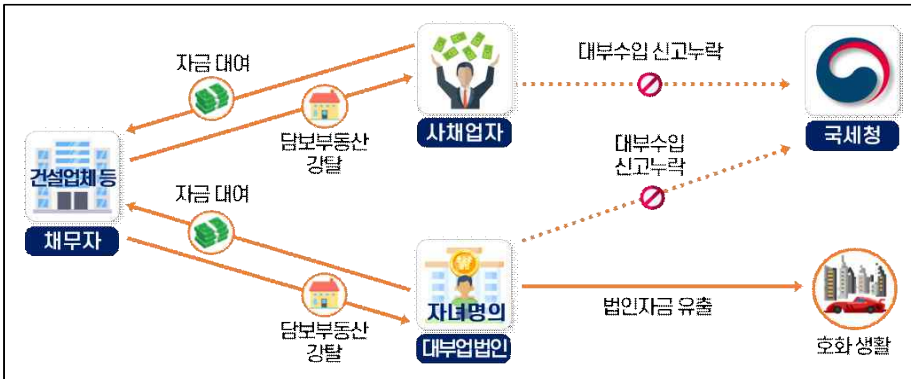 자금 대여
대부수입 신고누락
담보부동산
강탈
사채업자
국세청
대부수입
신고누락
건설업체 등
채무자
자금 대여
자녀명의
대부업법인
담보부동산
강탈
법인자금 유출
호화 생활